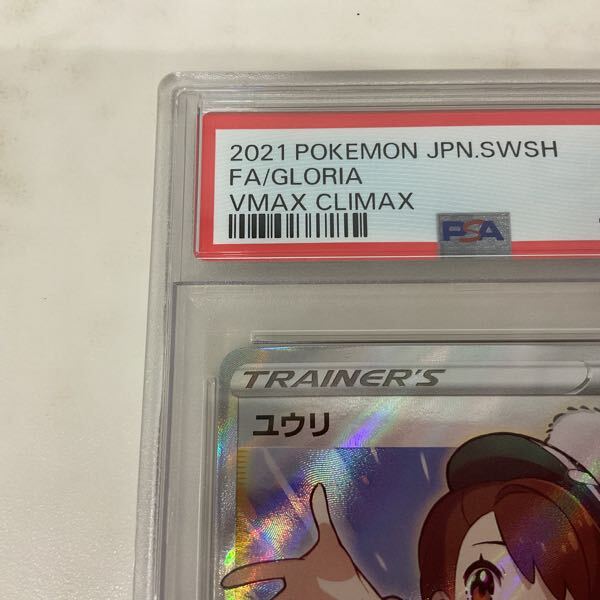 2021 POKEMON JPN.SWSH
FA/GLORIA
VMAX CLIMAX
PSA
TRAINER'S
ユウリ